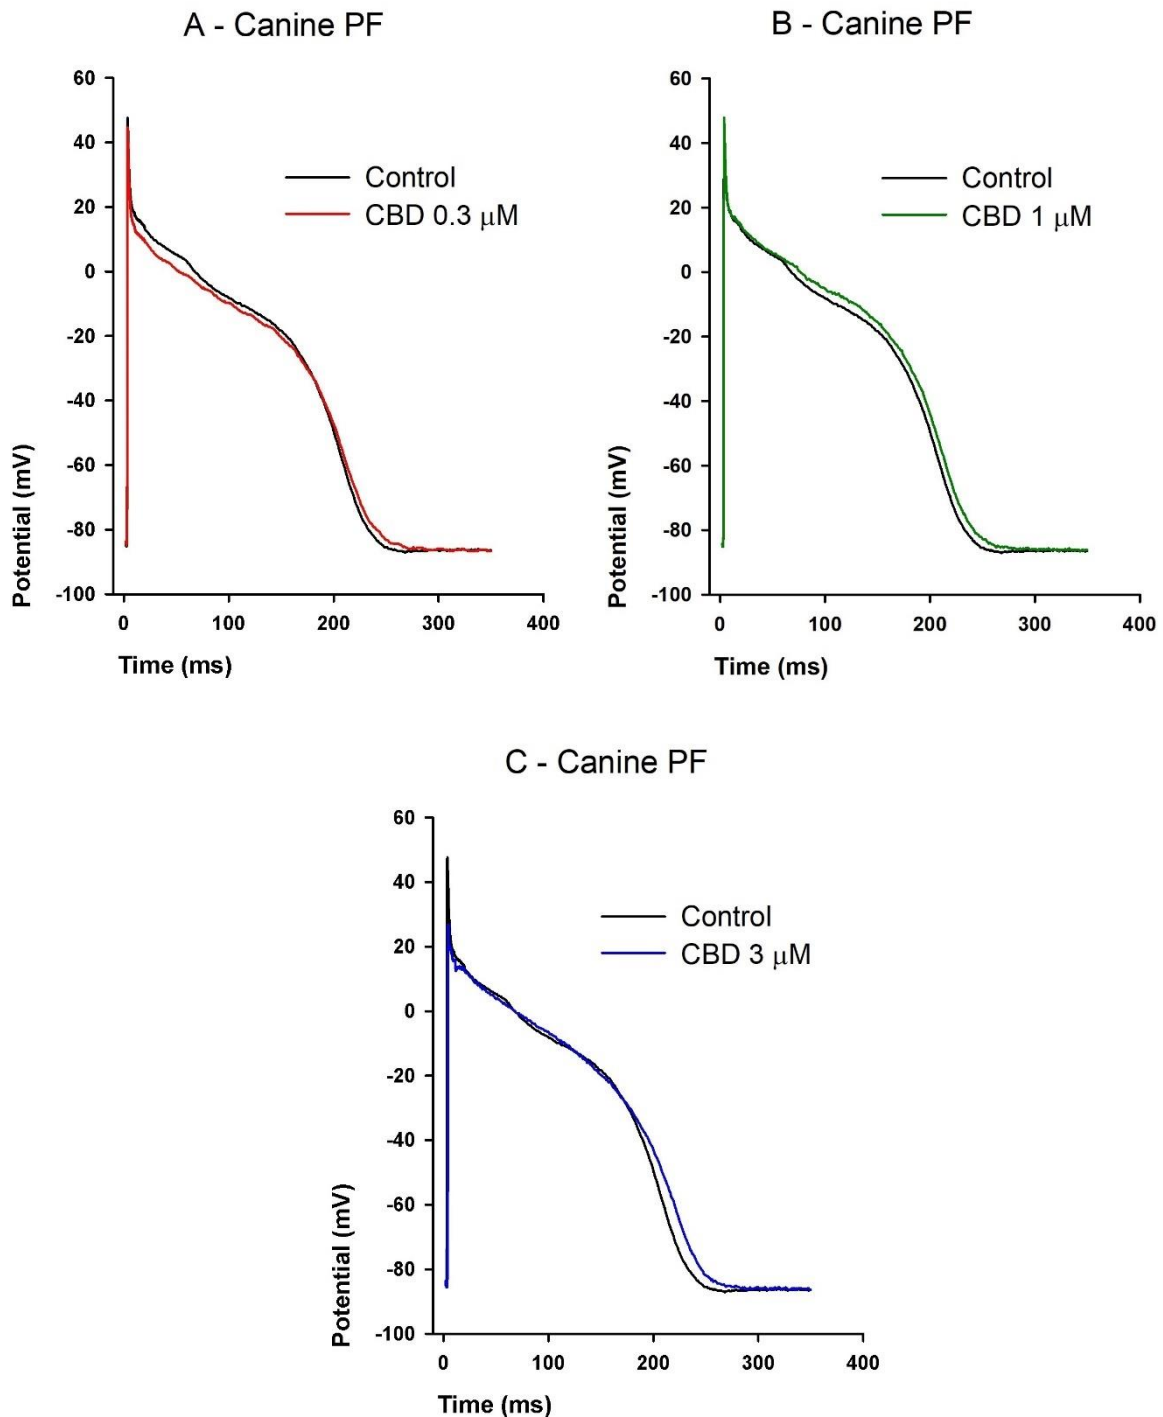 A - Canine PF
60
40
20
0
-20
-40
-60
-80
-100
Potential (mV)
Control
CBD 0.3 μM
0
100
200
300
400
Time (ms)
B - Canine PF
60
40
20
0
-20
-40
-60
-80
-100
Potential (mV)
Control
CBD 1 μM
0
100
200
300
400
Time (ms)
C - Canine PF
60
40
20
0
-20
-40
-60
-80
-100
Potential (mV)
Control
CBD 3 μM
0
100
200
300
400
Time (ms)